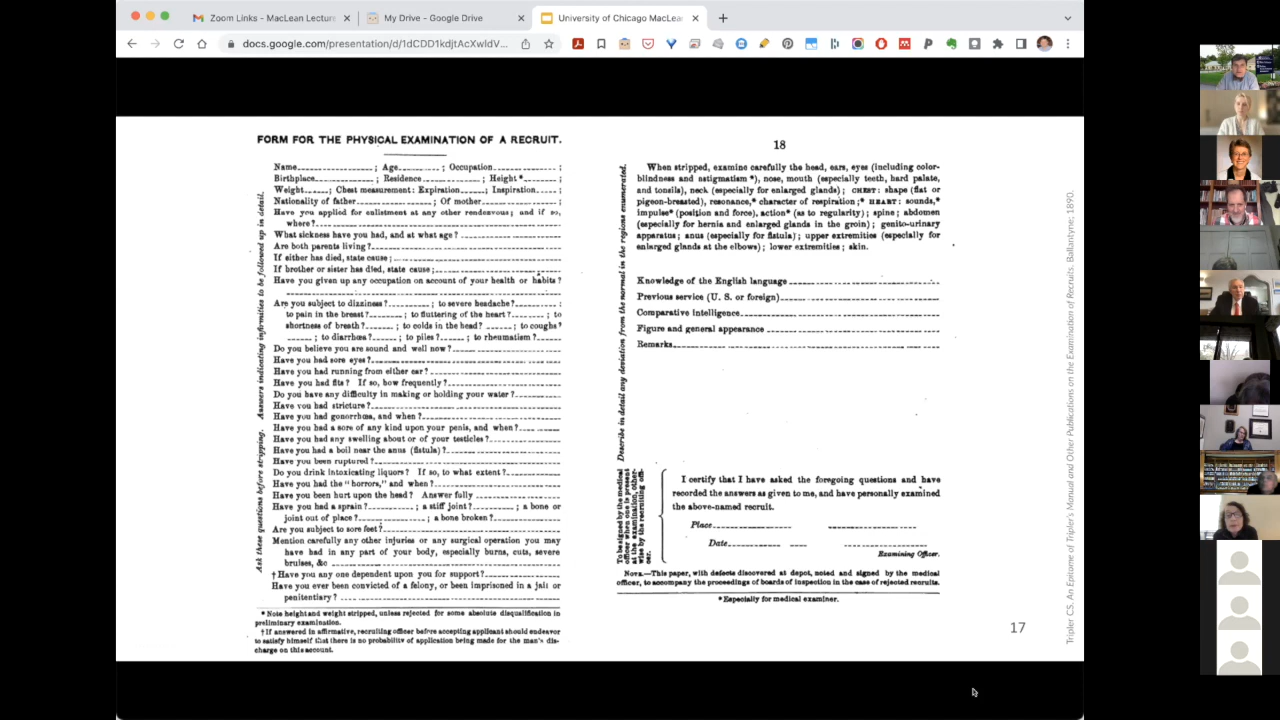 Zoom Links - MacLean Lecture
My Drive - Google Drive
University of Chicago MacLea
docs.google.com/presentation/d/1dCDD1kdjtAcXwldV...
FORM FOR THE PHYSICAL EXAMINATION OF A RECRUIT.
Ask these questions before stripping. Answers indicating infirmities to be followed up in detail.
Name ; Age ; Occupation :
Birthplace ; Residence ; Height * ;
Weight ; Chest measurement: Expiration ; Inspiration ;
Nationality of father ; Of mother ;
Have you applied for enlistment at any other rendezvous; and if so,
where?
What sickness have you had, and at what age?
Are both parents living?
If either has died, state cause;
If brother or sister has died, state cause;
Have you given up any occupation on account of your health or habits?
Are you subject to dizziness? ; to severe headache? :
to pain in the breast? ; to fluttering of the heart? ; to
shortness of breath? ; to colds in the head? ; to coughs?
; to diarrhœa? ; to piles? ; to rheumatism?
Do you believe you are sound and well now?
Have you had sore eyes?
Have you had running from either ear?
Have you had fits? If so, how frequently?
Do you have any difficulty in making or holding your water?
Have you had stricture?
Have you had gonorrhœa, and when?
Have you had a sore of any kind upon your penis, and when?
Have you had any swelling about or of your testicles?
Have you had a boil near the anus (fistula)?
Have you been ruptured?
Do you drink intoxicating liquors? If so, to what extent?
Have you had the "horrors," and when?
Have you been hurt upon the head? Answer fully
Have you had a sprain? ; a stiff joint? ; a bone or
joint out of place? ; a bone broken?
Are you subject to sore feet?
Mention carefully any other injuries or any surgical operation you may
have had in any part of your body, especially burns, cuts, severe
bruises, &c
†Have you any one dependent upon you for support?
Have you ever been convicted of a felony, or been imprisoned in a jail or
penitentiary?
* Note height and weight stripped, unless rejected for some absolute disqualification in
preliminary examination.
† If answered in affirmative, recruiting officer before accepting applicant should endeavor
to satisfy himself that there is no probability of application being made for the man's dis-
charge on this account.
18
Describe in detail any deviation from the normal in the regions enumerated.
When stripped, examine carefully the head, ears, eyes (including color-
blindness and astigmatism *), nose, mouth (especially teeth, hard palate,
and tonsils), neck (especially for enlarged glands); CHEST: shape (flat or
pigeon-breasted), resonance,* character of respiration;* HEART: sounds,*
impulse* (position and force), action* (as to regularity); spine; abdomen
(especially for hernia and enlarged glands in the groin); genito-urinary
apparatus; anus (especially for fistula); upper extremities (especially for
enlarged glands at the elbows); lower extremities; skin.
Knowledge of the English language
Previous service (U. S. or foreign)
Comparative intelligence
Figure and general appearance
Remarks
To be signed by the medical
officer when one is present
at the examination, other-
wise by the recruiting offi-
cer.
I certify that I have asked the foregoing questions and have
recorded the answers as given to me, and have personally examined
the above-named recruit.
Place
Date
Examining Officer.
NOTA.—This paper, with defects discovered at depot, noted and signed by the medical
officer, to accompany the proceedings of boards of inspection in the case of rejected recruits.
* Especially for medical examiner.
17
Tripler CS. An Epitome of Tripler's Manual and Other Publications on the Examination of Recruits. Ballantyne; 1890.